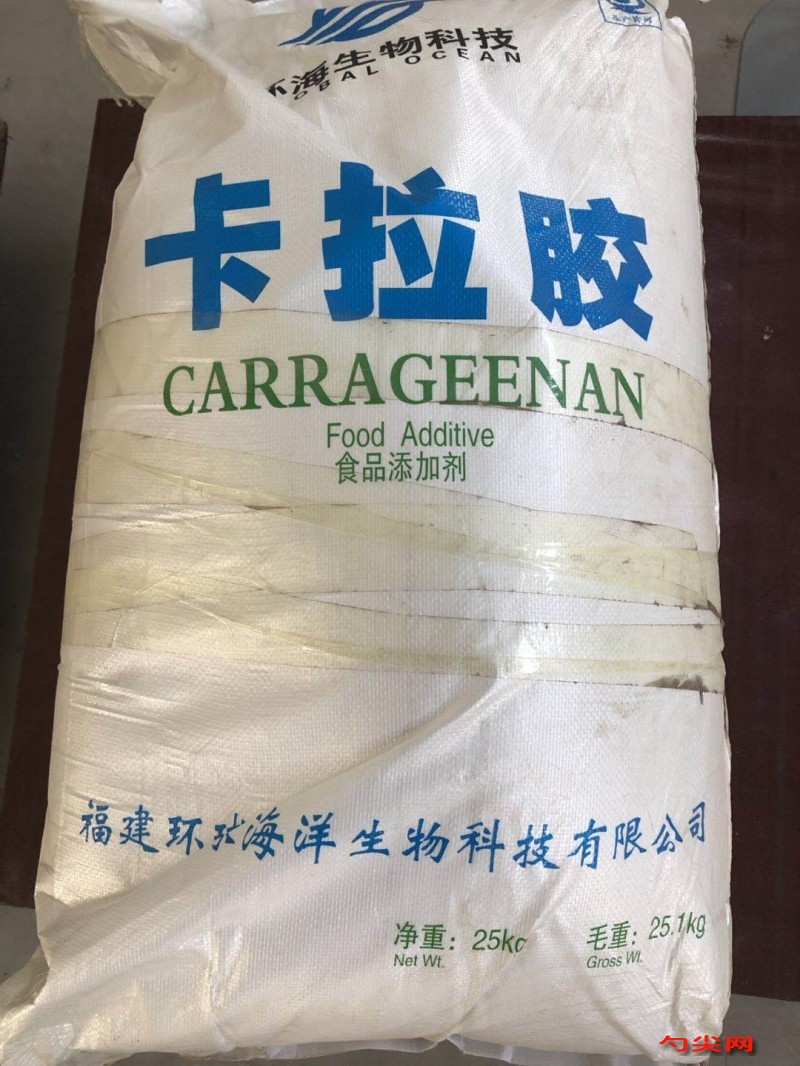 环海生物科技
OBAL OCEAN
卡拉胶
CARRAGEENAN
Food Additive
食品添加剂
福建环球海洋生物科技有限公司
净重：25kg
毛重：25.1kg
Net Wt.
Gross Wt.
勺尖网